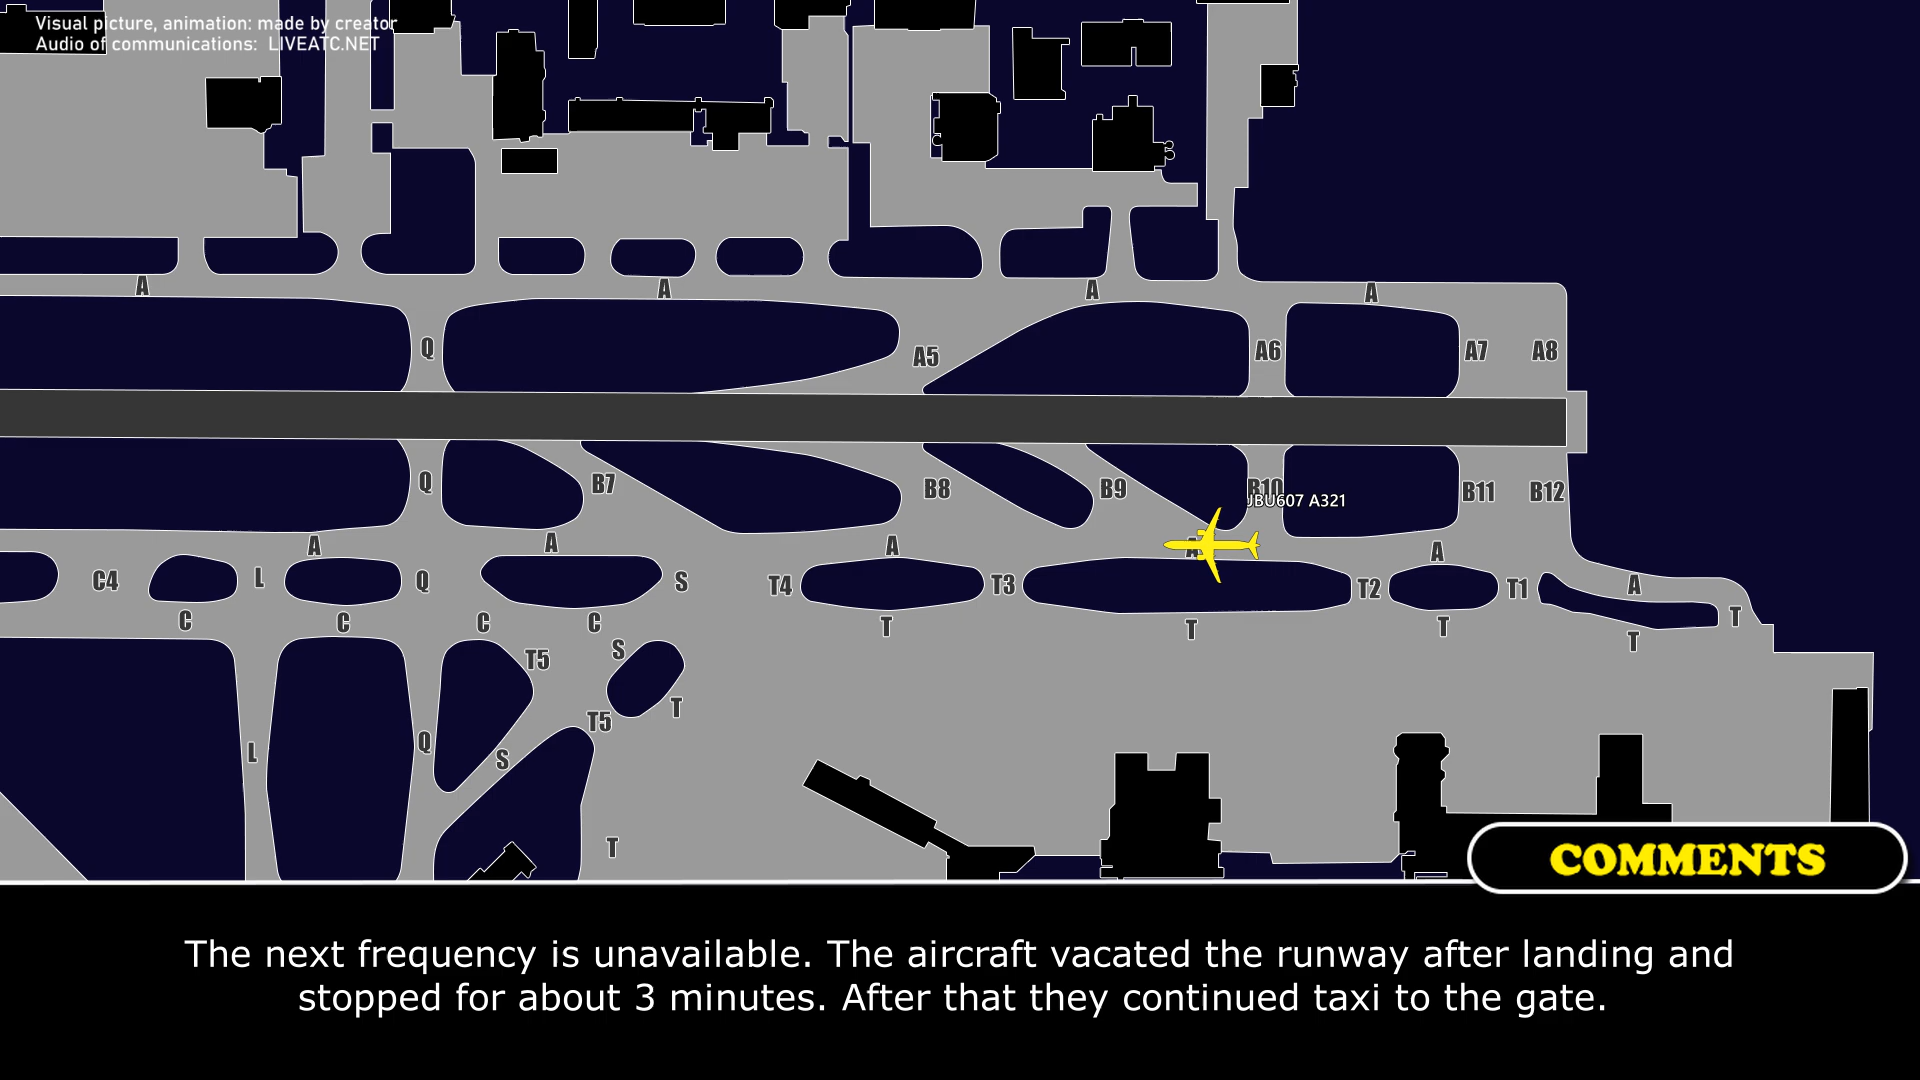 Visual picture, animation: made by creator
Audio of communications: LIVEATC.NET
A A A A
Q A5 A6 A7 A8
Q B7 B8 B9 B10 B11 B12
JBU607 A321
A A A A A
C4 L Q S T4 T3 T2 T1 A
C C C C T T T T T
S
T5
T5 T
L Q S
T
COMMENTS
The next frequency is unavailable. The aircraft vacated the runway after landing and
stopped for about 3 minutes. After that they continued taxi to the gate.